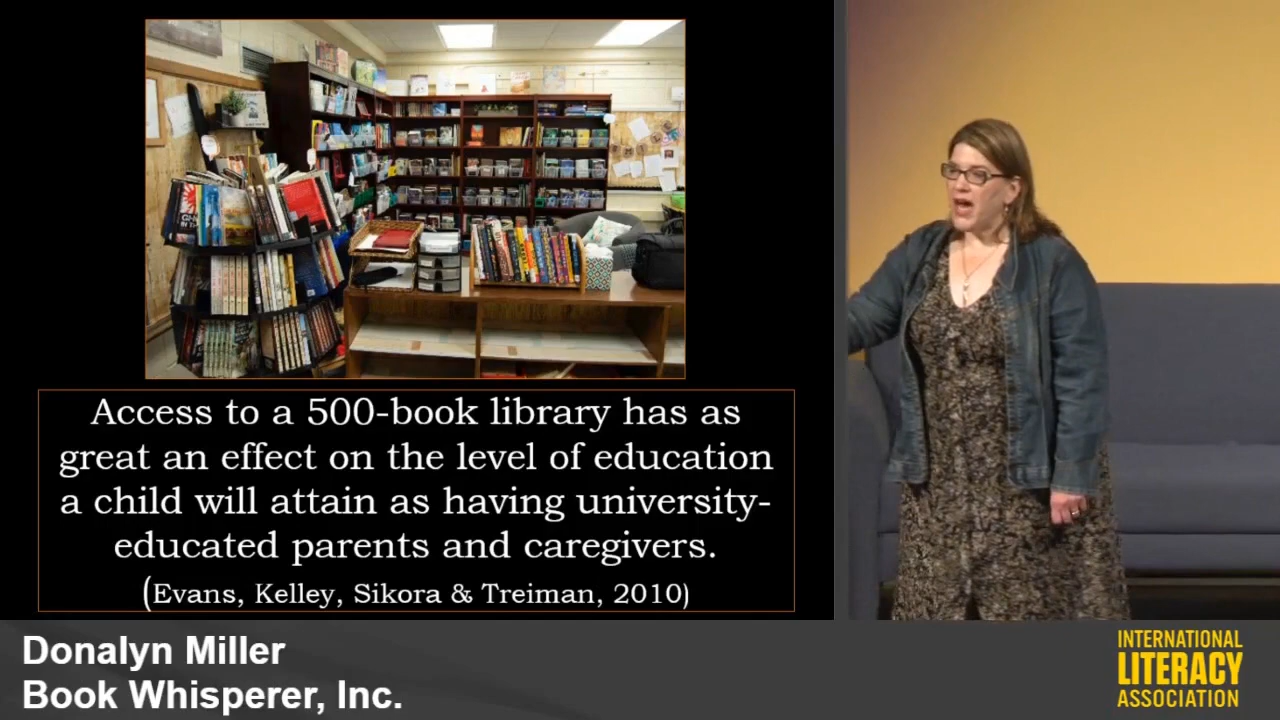 Access to a 500-book library has as
great an effect on the level of education
a child will attain as having university-
educated parents and caregivers.
(Evans, Kelley, Sikora & Treiman, 2010)
Donalyn Miller
Book Whisperer, Inc.
INTERNATIONAL
LITERACY
ASSOCIATION